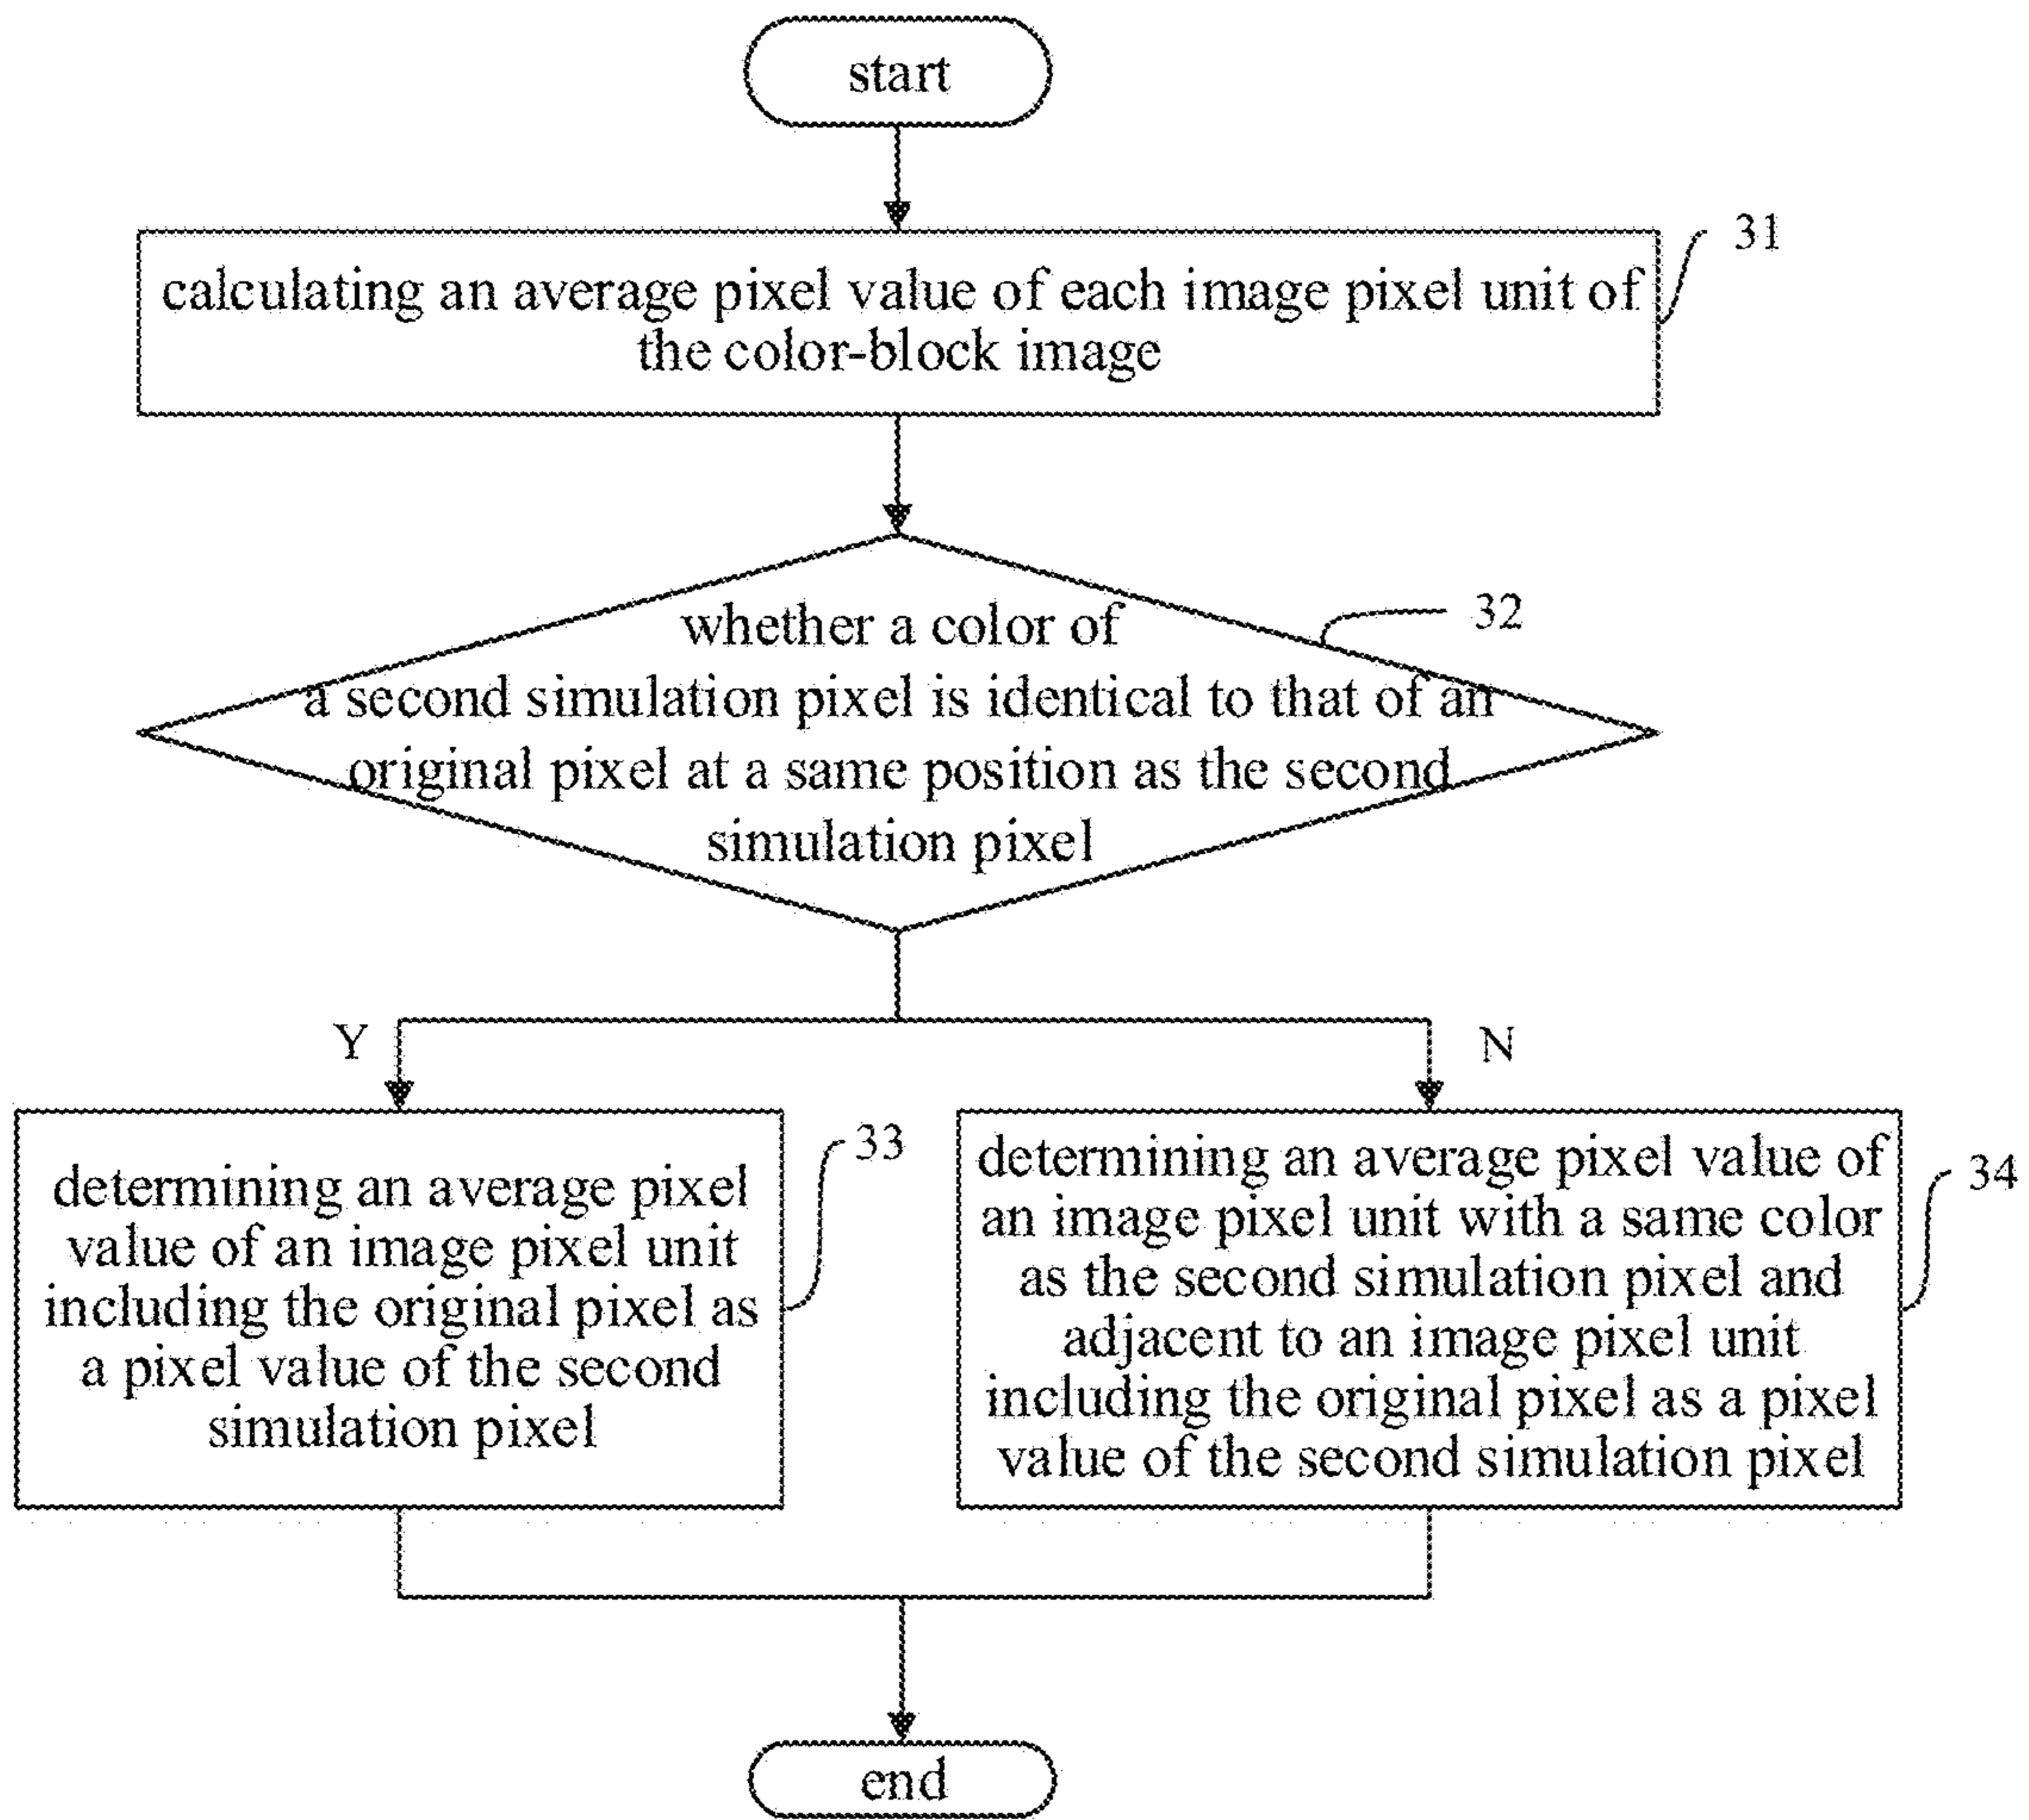 start
31
calculating an average pixel value of each image pixel unit of
the color-block image
32
whether a color of
a second simulation pixel is identical to that of an
original pixel at a same position as the second
simulation pixel
Y
N
33
determining an average pixel
value of an image pixel unit
including the original pixel as
a pixel value of the second
simulation pixel
34
determining an average pixel value of
an image pixel unit with a same color
as the second simulation pixel and
adjacent to an image pixel unit
including the original pixel as a pixel
value of the second simulation pixel
end